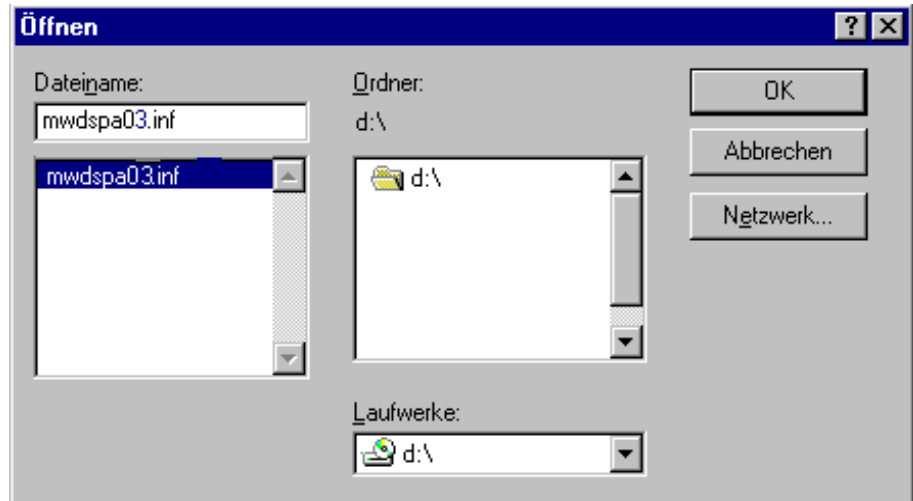 Öffnen
Dateiname:
mwdspa03.inf
mwdspa03.inf
Ordner:
d:\
d:\
Laufwerke:
d:\
OK
Abbrechen
Netzwerk...